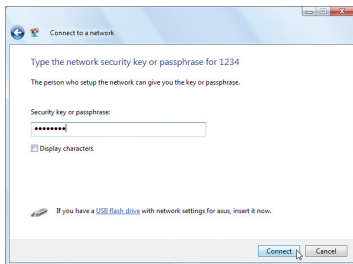 Connect to a network
Type the network security key or passphrase for 1234
The person who setup the network can give you the key or passphrase.
Security key or passphrase:
••••••••
Display characters
If you have a USB flash drive with network settings for asus, insert it now.
Connect Cancel